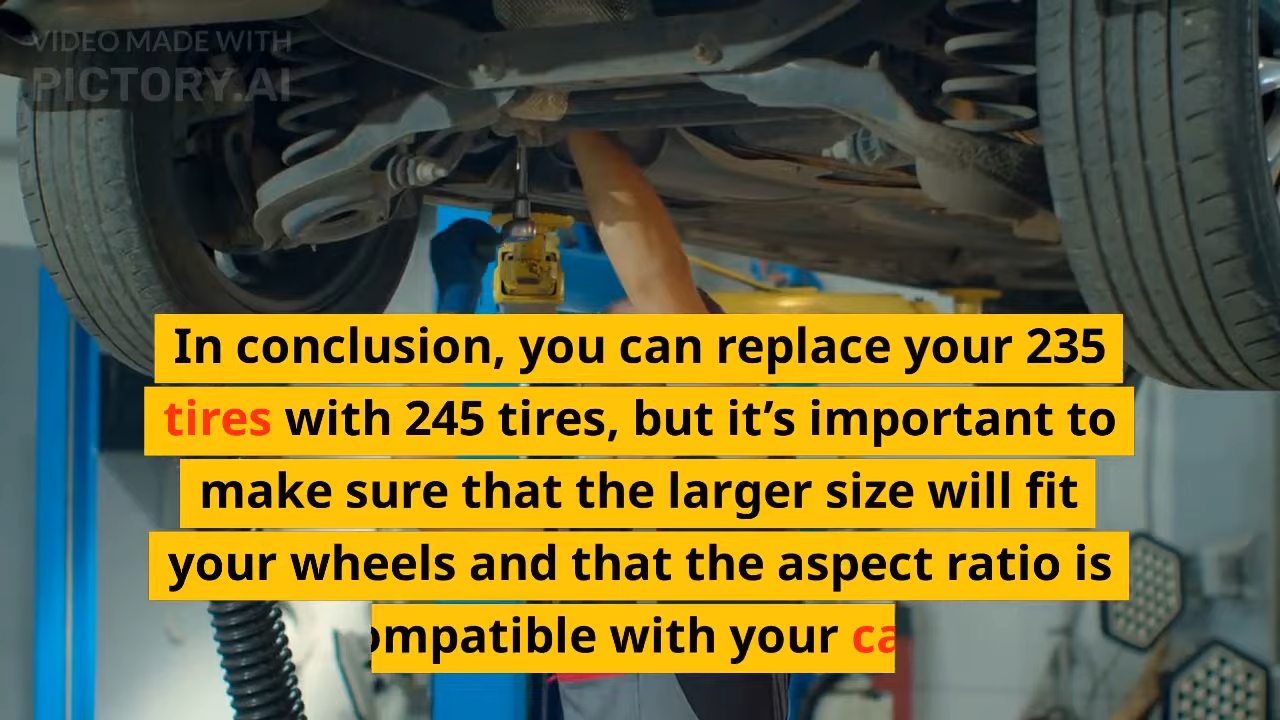 VIDEO MADE WITH
PICTORY.AI
In conclusion, you can replace your 235
tires with 245 tires, but it’s important to
make sure that the larger size will fit
your wheels and that the aspect ratio is
ompatible with your ca